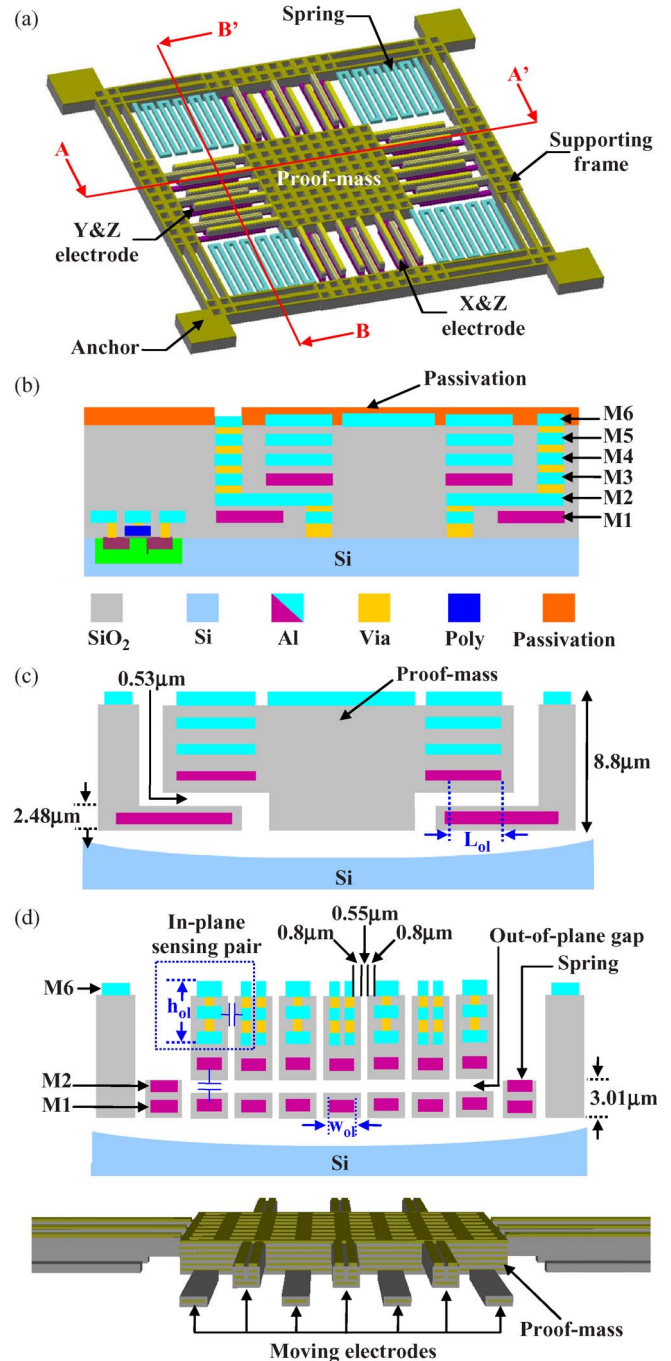 (a)
Spring
B'
A'
A
Supporting
frame
Proof-mass
Y&Z
electrode
X&Z
electrode
B
Anchor
(b)
Passivation
M6
M5
M4
M3
M2
M1
Si
SiO2
Si
Al
Via
Poly
Passivation
(c)
0.53μm
Proof-mass
8.8μm
2.48μm
Lol
Si
(d)
In-plane
sensing pair
0.55μm
0.8μm
0.8μm
Out-of-plane gap
Spring
M6
hol
M2
M1
3.01μm
wol
Si
Proof-mass
Moving electrodes